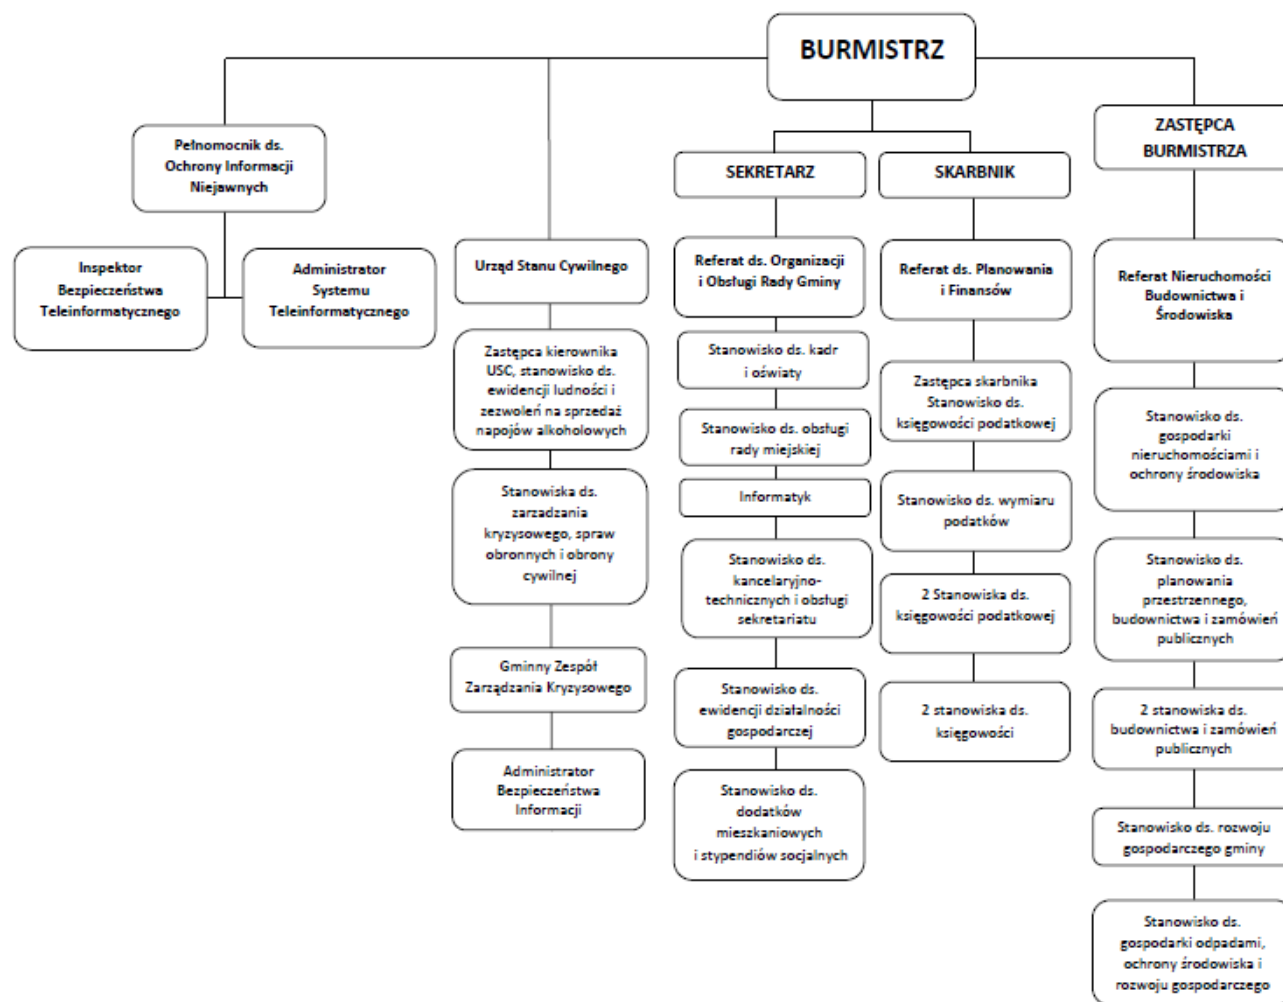 BURMISTRZ
Pełnomocnik ds.
Ochrony Informacji
Niejawnych
Inspektor
Bezpieczeństwa
Teleinformatycznego
Administrator
Systemu
Teleinformatycznego
Urząd Stanu Cywilnego
Zastępca kierownika
USC, stanowisko ds.
ewidencji ludności i
zezwoleń na sprzedaż
napojów alkoholowych
Stanowiska ds.
zarzadzania
kryzysowego, spraw
obronnych i obrony
cywilnej
Gminny Zespół
Zarządzania Kryzysowego
Administrator
Bezpieczeństwa
Informacji
SEKRETARZ
Referat ds. Organizacji
i Obsługi Rady Gminy
Stanowisko ds. kadr
i oświaty
Stanowisko ds. obsługi
rady miejskiej
Informatyk
Stanowisko ds.
kancelaryjno-
technicznych i obsługi
sekretariatu
Stanowisko ds.
ewidencji działalności
gospodarczej
Stanowisko ds.
dodatków
mieszkaniowych
i stypendiów socjalnych
SKARBNIK
Referat ds. Planowania
i Finansów
Zastępca skarbnika
Stanowisko ds.
księgowości podatkowej
Stanowisko ds. wymiaru
podatków
2 Stanowiska ds.
księgowości podatkowej
2 stanowiska ds.
księgowości
ZASTĘPCA
BURMISTRZA
Referat Nieruchomości
Budownictwa i
Środowiska
Stanowisko ds.
gospodarki
nieruchomościami i
ochrony środowiska
Stanowisko ds.
planowania
przestrzennego,
budownictwa i zamówień
publicznych
2 stanowiska ds.
budownictwa i zamówień
publicznych
Stanowisko ds. rozwoju
gospodarczego gminy
Stanowisko ds.
gospodarki odpadami,
ochrony środowiska i
rozwoju gospodarczego